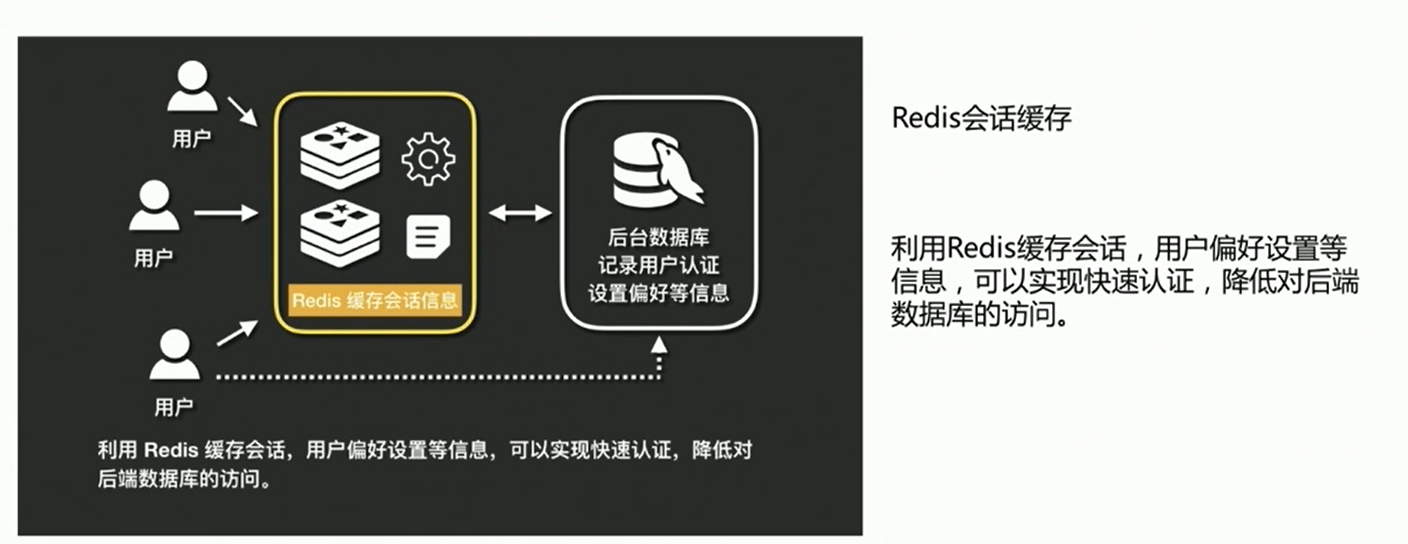 用户
用户
用户
Redis 缓存会话信息
后台数据库
记录用户认证
设置偏好等信息
利用 Redis 缓存会话，用户偏好设置等信息，可以实现快速认证，降低对
后端数据库的访问。
Redis会话缓存
利用Redis缓存会话，用户偏好设置等
信息，可以实现快速认证，降低对后端
数据库的访问。